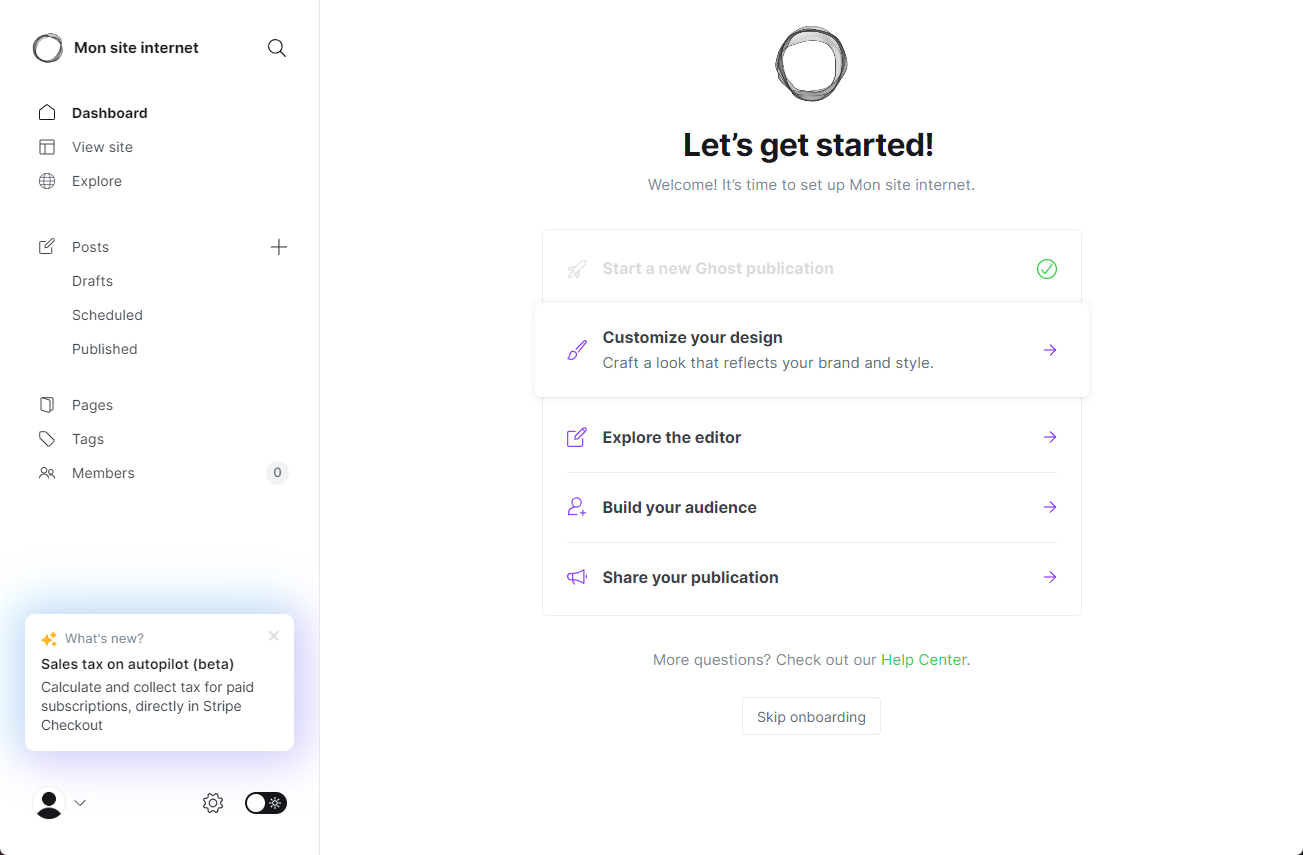 Mon site internet
Dashboard
View site
Explore
Posts
Drafts
Scheduled
Published
Pages
Tags
Members
0
What's new?
Sales tax on autopilot (beta)
Calculate and collect tax for paid
subscriptions, directly in Stripe
Checkout
Let’s get started!
Welcome! It’s time to set up Mon site internet.
Start a new Ghost publication
Customize your design
Craft a look that reflects your brand and style.
Explore the editor
Build your audience
Share your publication
More questions? Check out our Help Center.
Skip onboarding